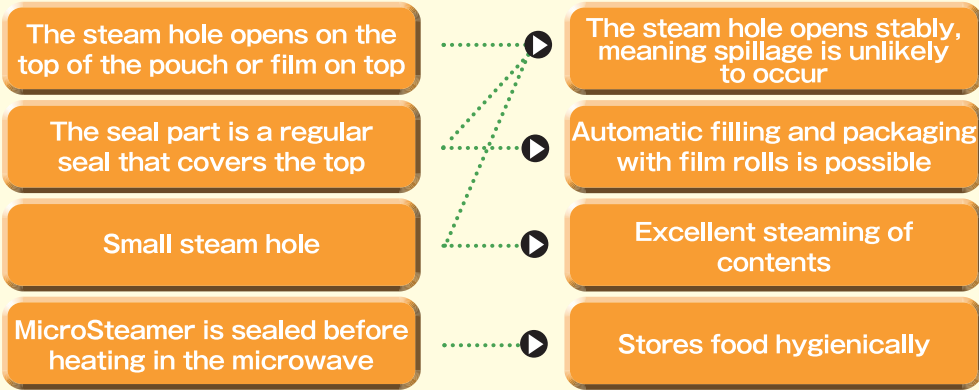 The steam hole opens on the
top of the pouch or film on top
The steam hole opens stably,
meaning spillage is unlikely
to occur
The seal part is a regular
seal that covers the top
Automatic filling and packaging
with film rolls is possible
Small steam hole
Excellent steaming of
contents
MicroSteamer is sealed before
heating in the microwave
Stores food hygienically